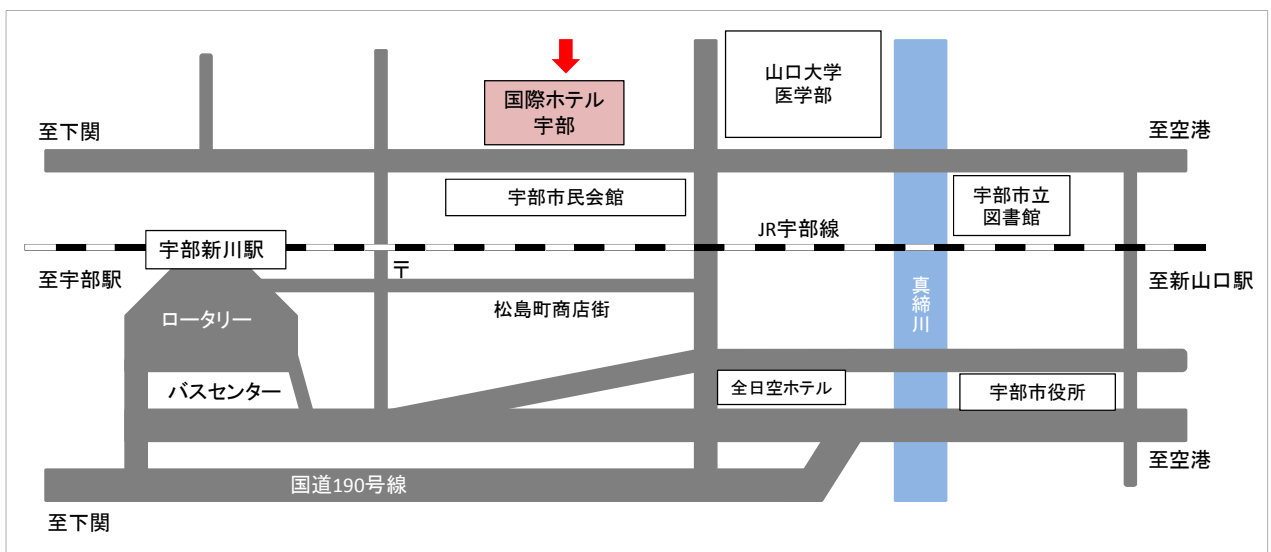 国際ホテル
宇部
山口大学
医学部
至下関
至空港
宇部市民会館
宇部市立
図書館
JR宇部線
宇部新川駅
至宇部駅
〒
至新山口駅
松島町商店街
ロータリー
真締川
バスセンター
全日空ホテル
宇部市役所
至空港
国道190号線
至下関